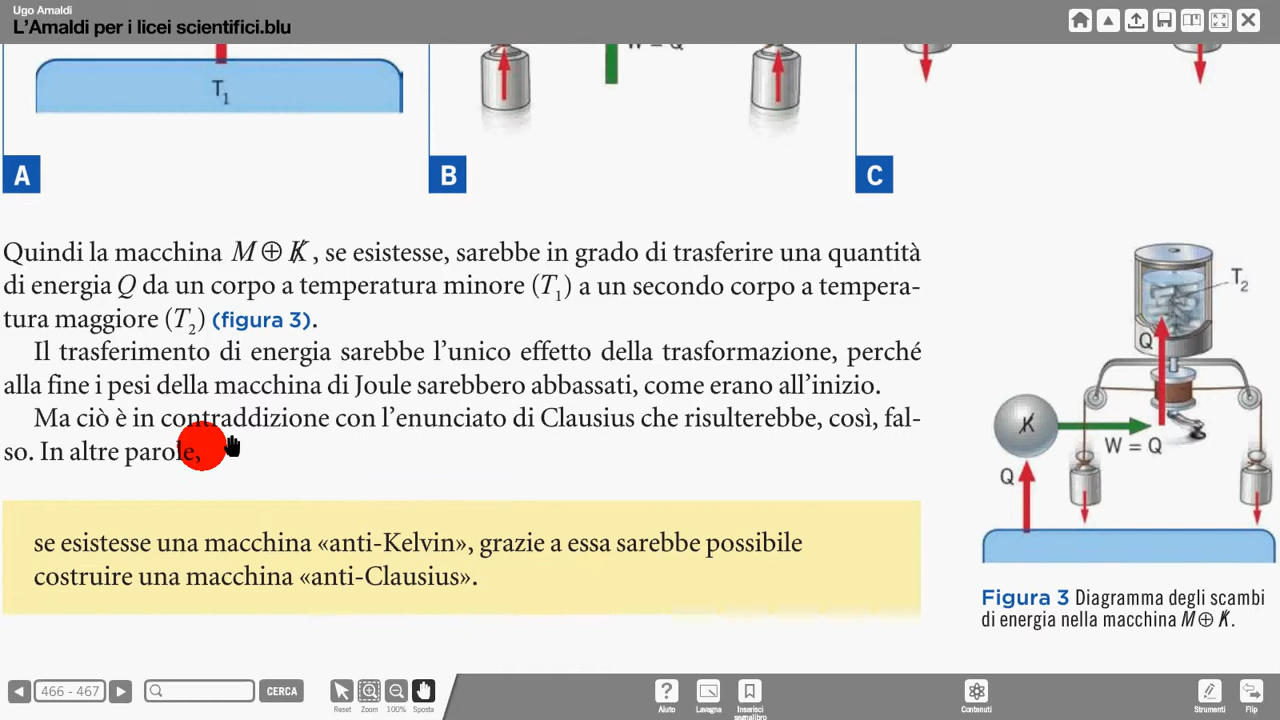 Ugo Amaldi
L'Amaldi per i licei scientifici.blu
T1
W = Q
A
B
C
Quindi la macchina M ⊕ K̸, se esistesse, sarebbe in grado di trasferire una quantità
di energia Q da un corpo a temperatura minore (T1) a un secondo corpo a tempera-
tura maggiore (T2) (figura 3).
Il trasferimento di energia sarebbe l'unico effetto della trasformazione, perché
alla fine i pesi della macchina di Joule sarebbero abbassati, come erano all'inizio.
Ma ciò è in contraddizione con l'enunciato di Clausius che risulterebbe, così, fal-
so. In altre parole,
se esistesse una macchina «anti-Kelvin», grazie a essa sarebbe possibile
costruire una macchina «anti-Clausius».
T2
Q
K̸
W = Q
Q
Figura 3 Diagramma degli scambi
di energia nella macchina M ⊕ K̸.
466 - 467
CERCA
Reset
Zoom
100%
Sposta
?
Aiuto
Lavagna
Inserisci
segnalibro
Contenuti
Strumenti
Flip